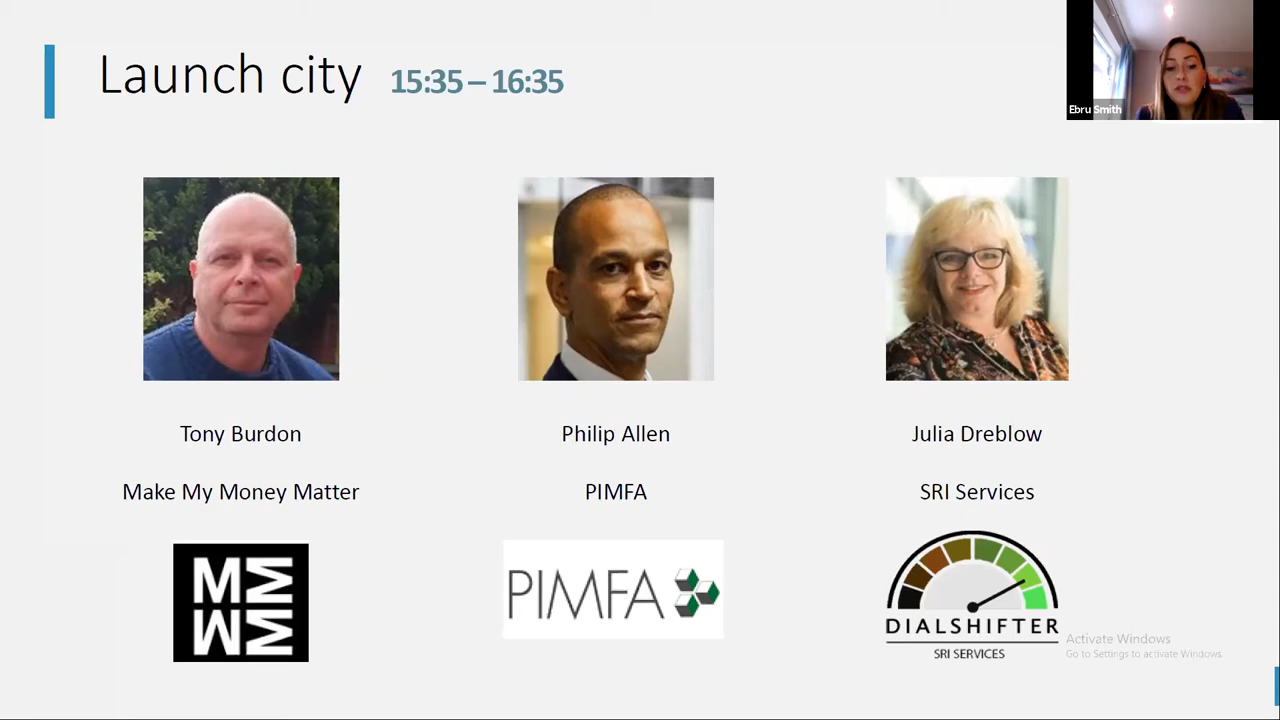 Launch city 15:35 – 16:35
Ebru Smith
Tony Burdon
Philip Allen
Julia Dreblow
Make My Money Matter
PIMFA
SRI Services
MM
MM
PIMFA
DIALSHIFTER
SRI SERVICES
Activate Windows
Go to Settings to activate Windows.